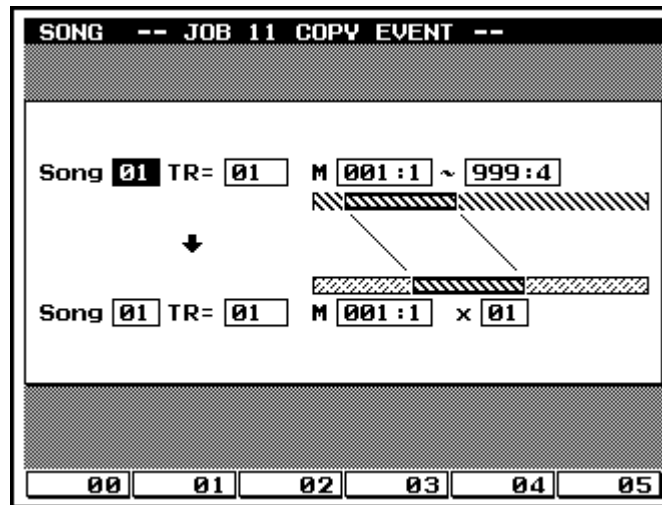 SONG -- JOB 11 COPY EVENT --
Song 01 TR= 01 M 001:1 ~ 999:4
Song 01 TR= 01 M 001:1 x 01
00 01 02 03 04 05